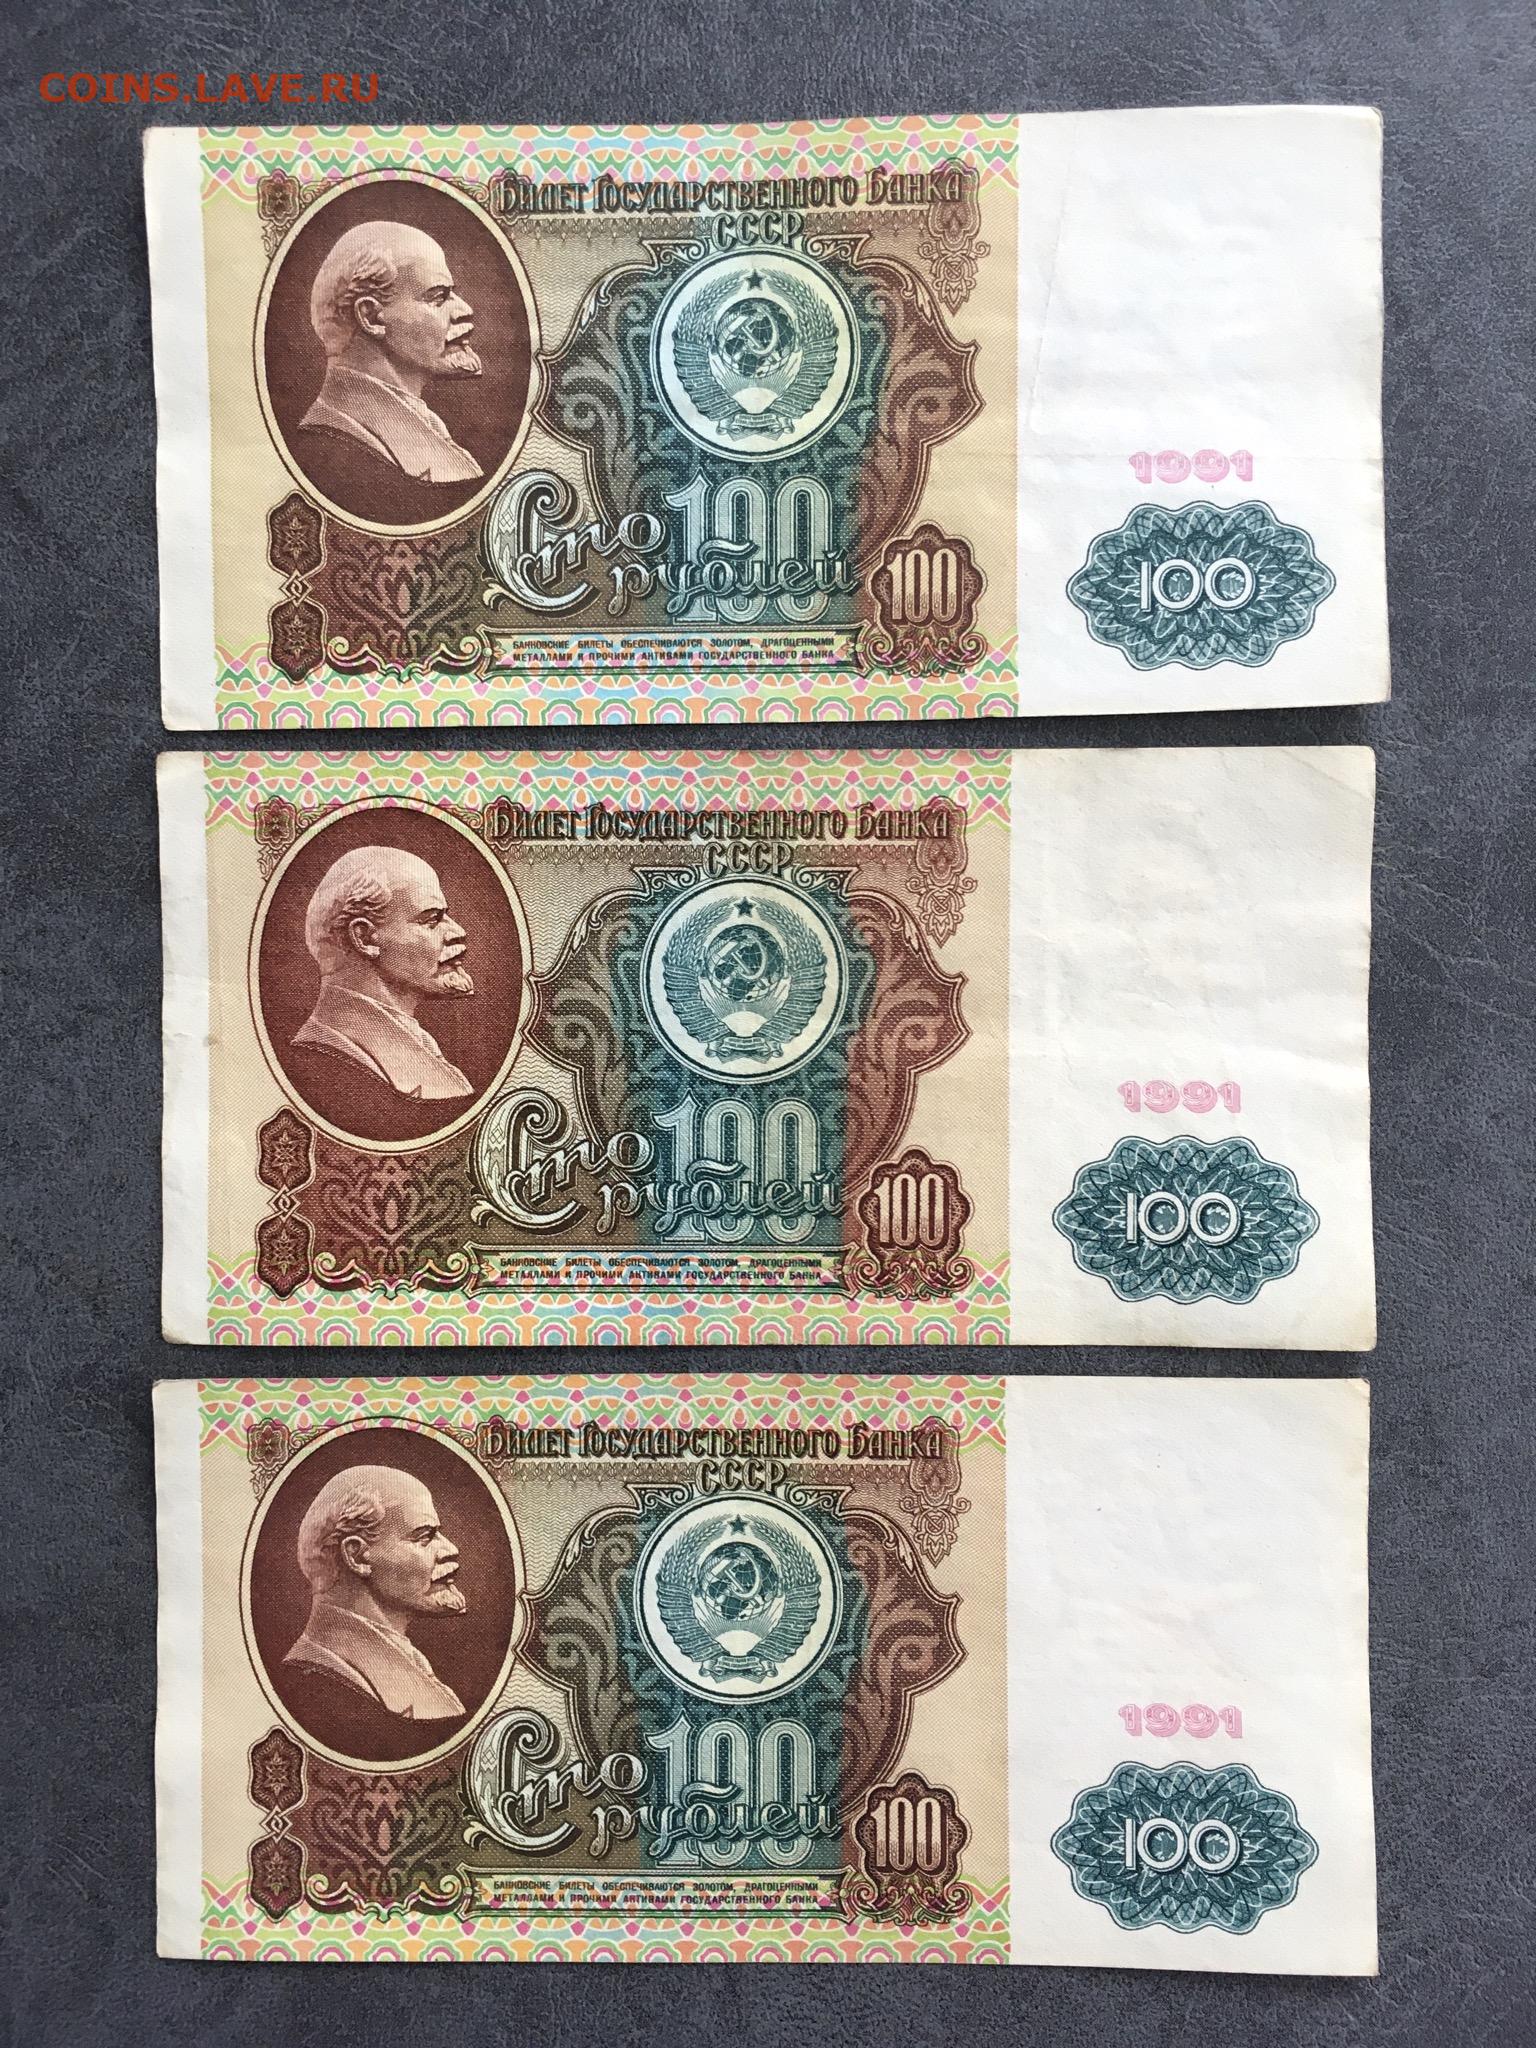 COINS.LAVE.RU
Билет Государственного Банка
СССР
1991
100
Сто
рублей
100
100
БАНКОВСКИЕ БИЛЕТЫ ОБЕСПЕЧИВАЮТСЯ ЗОЛОТОМ, ДРАГОЦЕННЫМИ
МЕТАЛЛАМИ И ПРОЧИМИ АКТИВАМИ ГОСУДАРСТВЕННОГО БАНКА
Билет Государственного Банка
СССР
1991
100
Сто
рублей
100
100
БАНКОВСКИЕ БИЛЕТЫ ОБЕСПЕЧИВАЮТСЯ ЗОЛОТОМ, ДРАГОЦЕННЫМИ
МЕТАЛЛАМИ И ПРОЧИМИ АКТИВАМИ ГОСУДАРСТВЕННОГО БАНКА
Билет Государственного Банка
СССР
1991
100
Сто
рублей
100
100
БАНКОВСКИЕ БИЛЕТЫ ОБЕСПЕЧИВАЮТСЯ ЗОЛОТОМ, ДРАГОЦЕННЫМИ
МЕТАЛЛАМИ И ПРОЧИМИ АКТИВАМИ ГОСУДАРСТВЕННОГО БАНКА